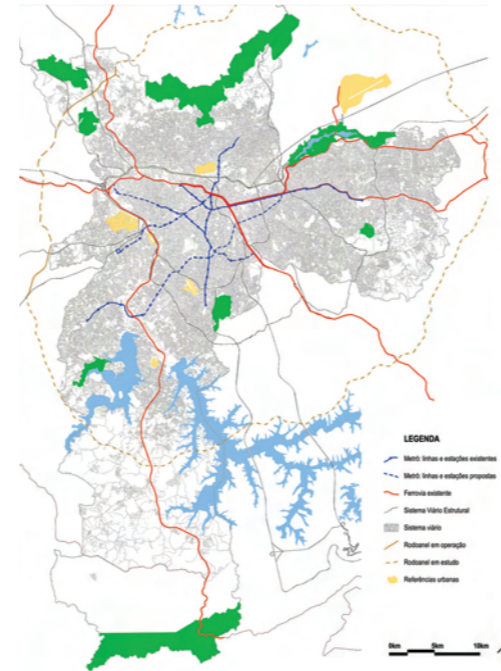 LEGENDA
Metrô: linhas e estações existentes
Metrô: linhas e estações propostas
Ferrovia existente
Sistema Viário Estrutural
Sistema viário
Rodoanel em operação
Rodoanel em estudo
Referências urbanas
0km 5km 10km